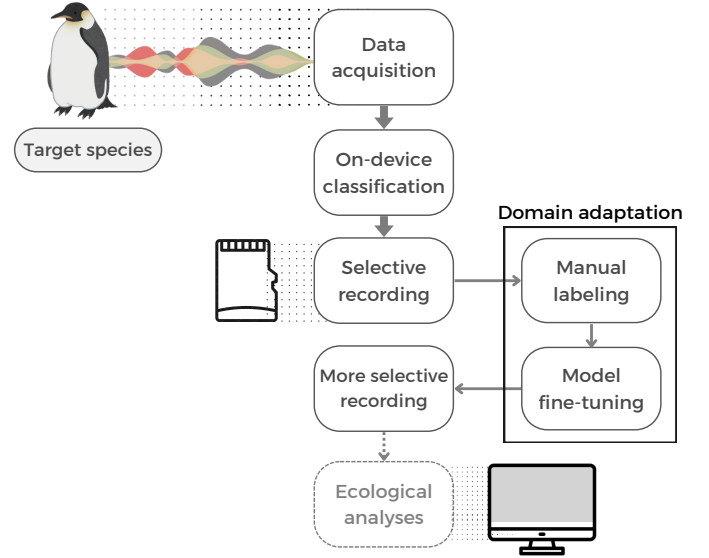 Data
acquisition
Target species
On-device
classification
Domain adaptation
Selective
recording
Manual
labeling
Model
fine-tuning
More selective
recording
Ecological
analyses